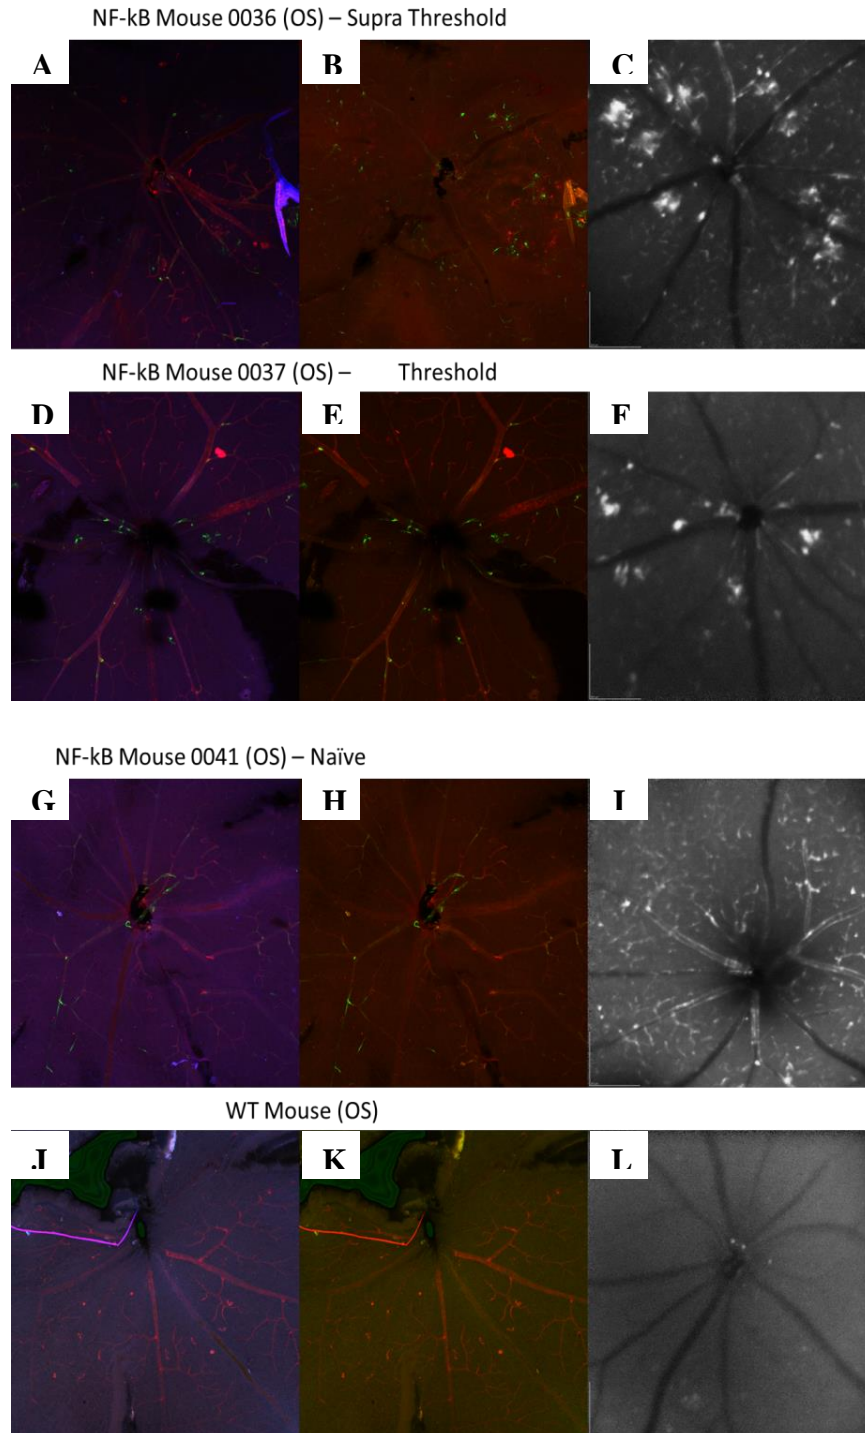 NF-kB Mouse 0036 (OS) – Supra Threshold
A B C
NF-kB Mouse 0037 (OS) – Threshold
D E F
NF-kB Mouse 0041 (OS) – Naïve
G H I
WT Mouse (OS)
J K L